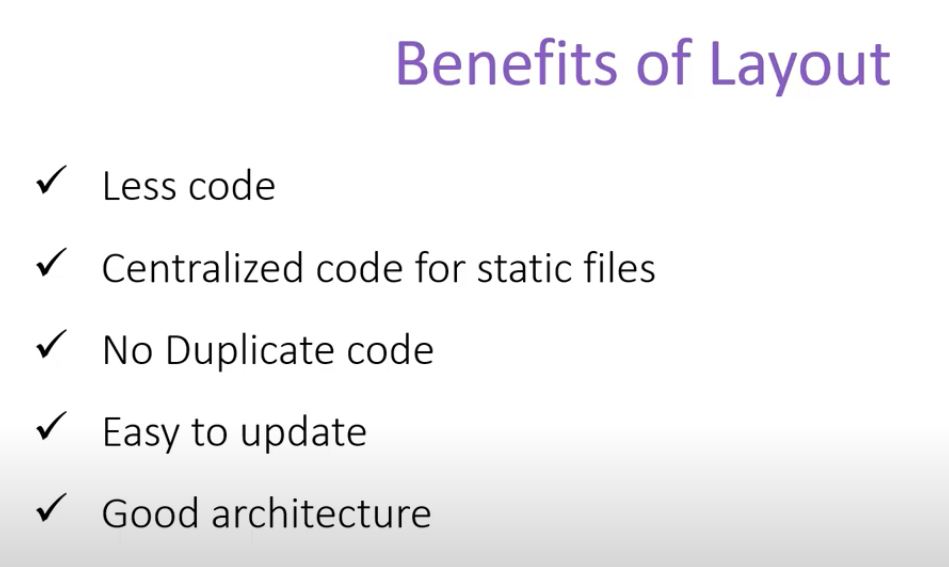 Benefits of Layout
✓ Less code
✓ Centralized code for static files
✓ No Duplicate code
✓ Easy to update
✓ Good architecture